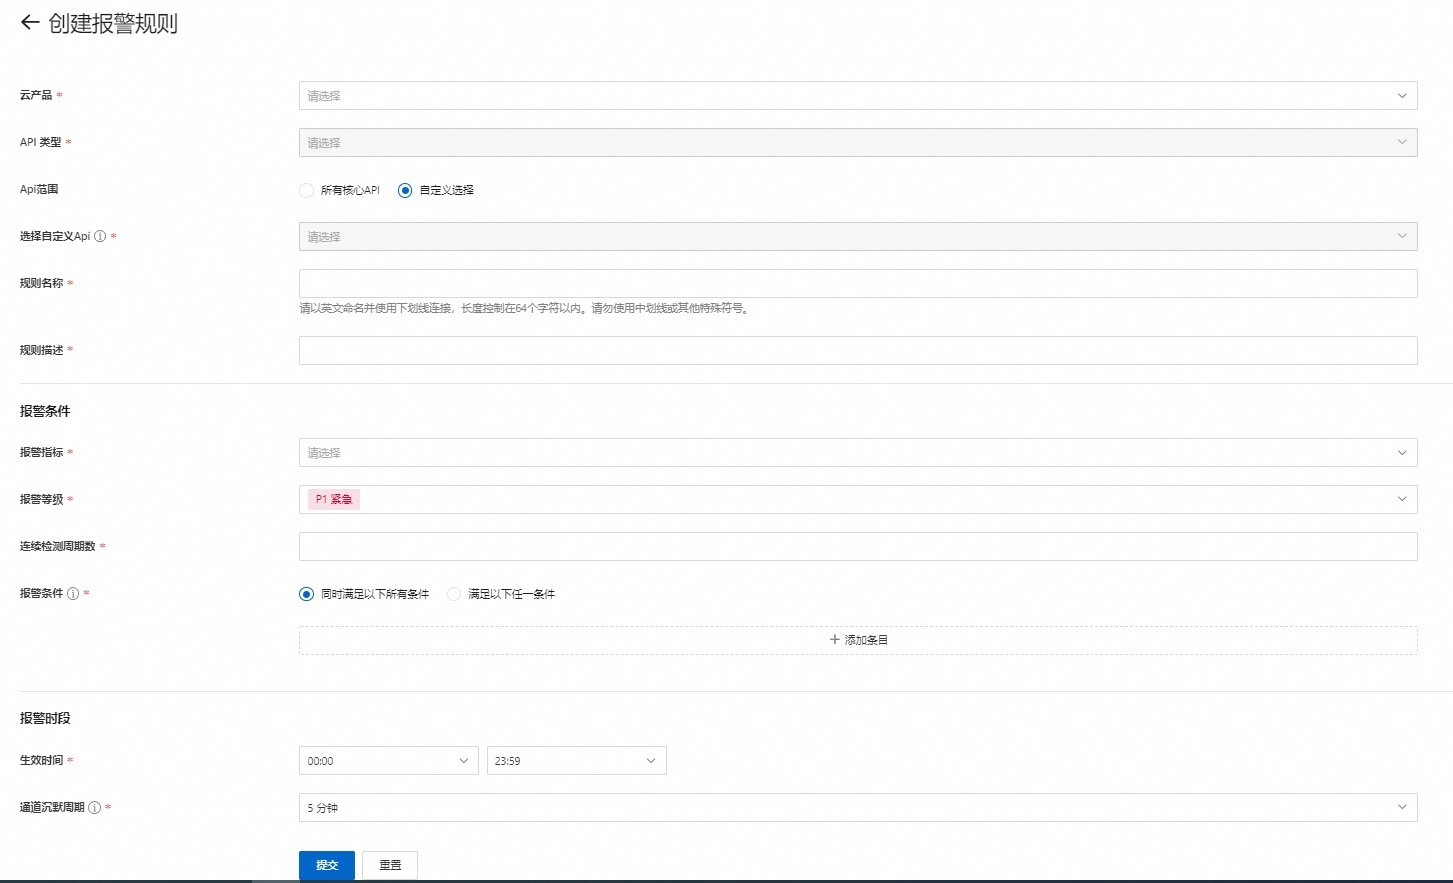 创建报警规则
云产品 * 请选择
API 类型 * 请选择
Api范围 所有核心API 自定义选择
选择自定义Api * 请选择
规则名称 *
请以英文命名并使用下划线连接，长度控制在64个字符以内。请勿使用中划线或其他特殊符号。
规则描述 *
报警条件
报警指标 * 请选择
报警等级 * P1 紧急
连续检测周期数 *
报警条件 * 同时满足以下所有条件 满足以下任一条件
+ 添加条目
报警时段
生效时间 * 00:00 23:59
通道沉默周期 * 5 分钟
提交 重置